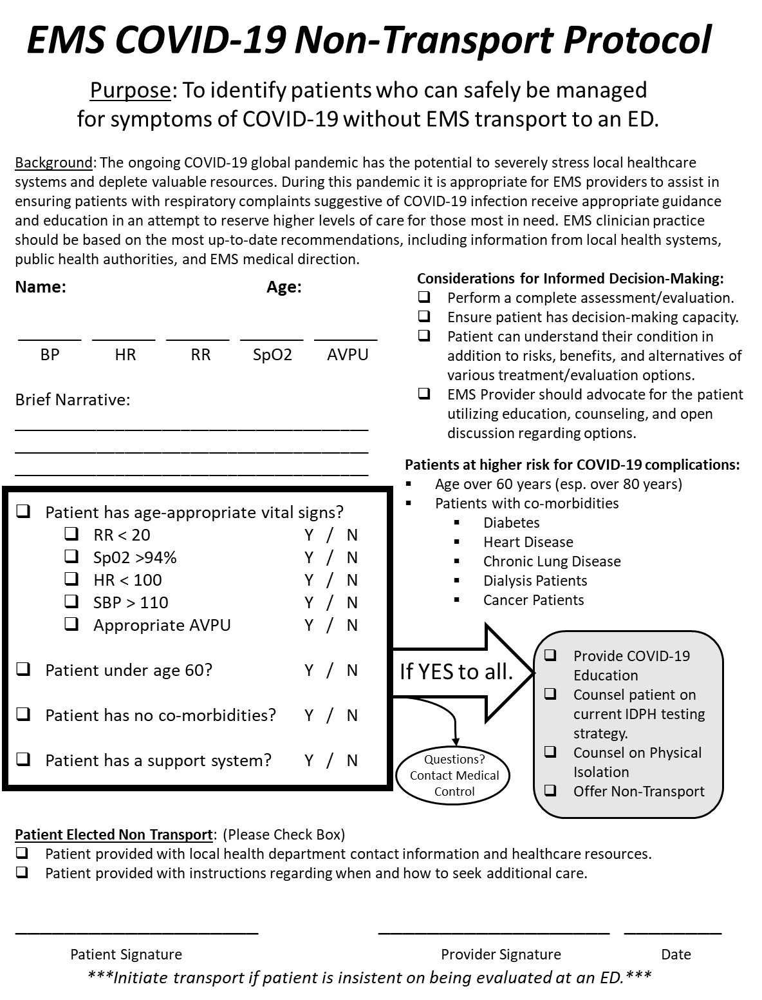 EMS COVID-19 Non-Transport Protocol
Purpose: To identify patients who can safely be managed
for symptoms of COVID-19 without EMS transport to an ED.
Background: The ongoing COVID-19 global pandemic has the potential to severely stress local healthcare
systems and deplete valuable resources. During this pandemic it is appropriate for EMS providers to assist in
ensuring patients with respiratory complaints suggestive of COVID-19 infection receive appropriate guidance
and education in an attempt to reserve higher levels of care for those most in need. EMS clinician practice
should be based on the most up-to-date recommendations, including information from local health systems,
public health authorities, and EMS medical direction.
Name: Age:
BP HR RR SpO2 AVPU
Brief Narrative:
Considerations for Informed Decision-Making:
Perform a complete assessment/evaluation.
Ensure patient has decision-making capacity.
Patient can understand their condition in
addition to risks, benefits, and alternatives of
various treatment/evaluation options.
EMS Provider should advocate for the patient
utilizing education, counseling, and open
discussion regarding options.
Patients at higher risk for COVID-19 complications:
Age over 60 years (esp. over 80 years)
Patients with co-morbidities
Diabetes
Heart Disease
Chronic Lung Disease
Dialysis Patients
Cancer Patients
Patient has age-appropriate vital signs?
RR < 20 Y / N
Sp02 >94% Y / N
HR < 100 Y / N
SBP > 110 Y / N
Appropriate AVPU Y / N
Patient under age 60? Y / N
Patient has no co-morbidities? Y / N
Patient has a support system? Y / N
If YES to all.
Questions?
Contact Medical
Control
Provide COVID-19
Education
Counsel patient on
current IDPH testing
strategy.
Counsel on Physical
Isolation
Offer Non-Transport
Patient Elected Non Transport: (Please Check Box)
Patient provided with local health department contact information and healthcare resources.
Patient provided with instructions regarding when and how to seek additional care.
Patient Signature Provider Signature Date
***Initiate transport if patient is insistent on being evaluated at an ED.***